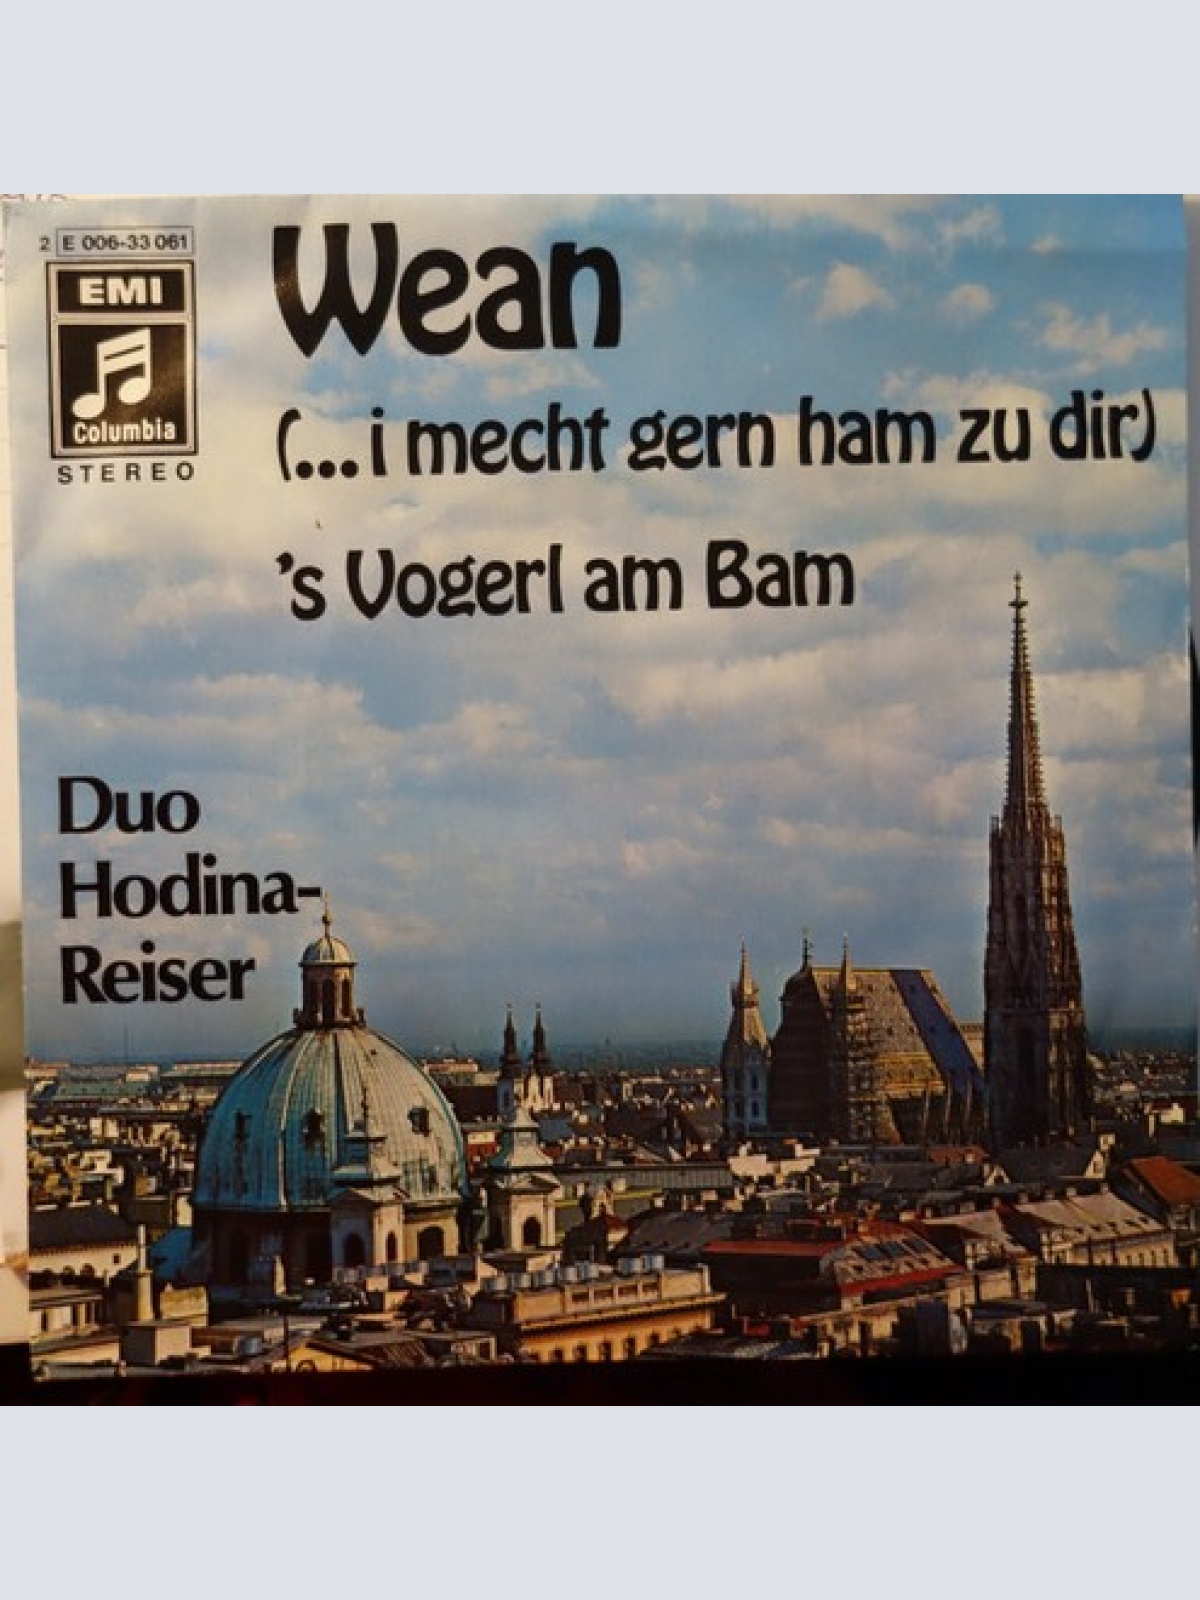 2 E 006-33 061
EMI
Columbia
STEREO
Wean
(...i mecht gern ham zu dir)
's Vogerl am Bam
Duo
Hodina-
Reiser